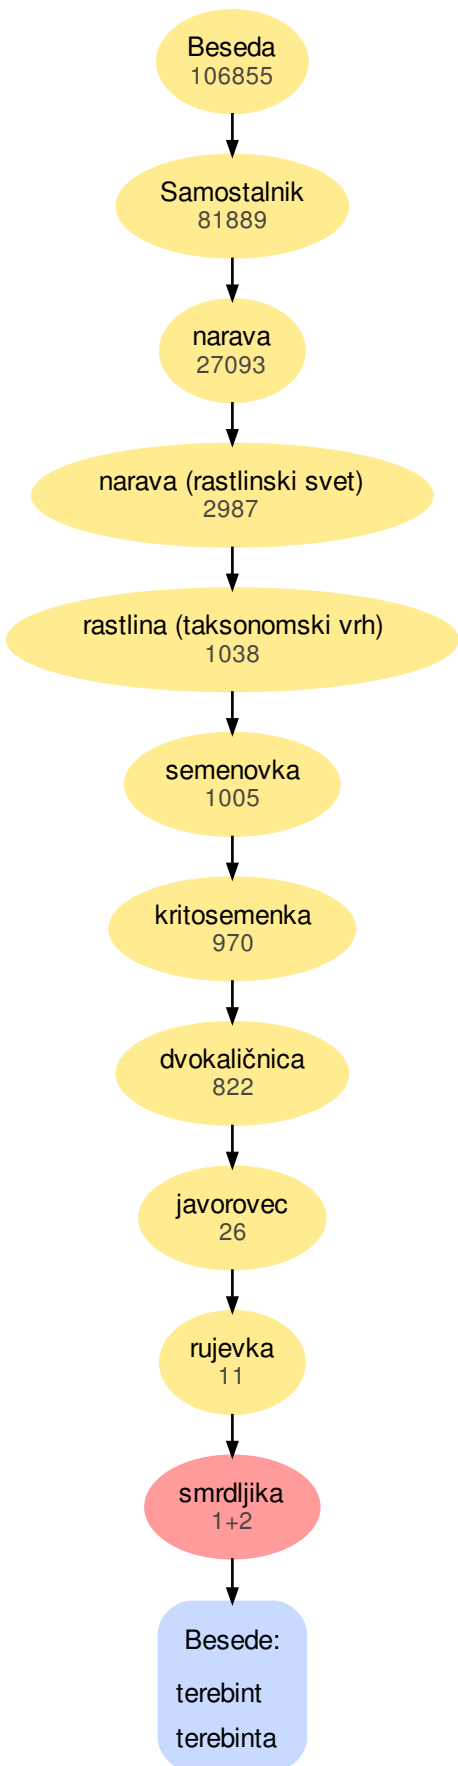 Beseda
106855
Samostalnik
81889
narava
27093
narava (rastlinski svet)
2987
rastlina (taksonomski vrh)
1038
semenovka
1005
kritosemenka
970
dvokaličnica
822
javorovec
26
rujevka
11
smrdljika
1+2
Besede:
terebint
terebinta